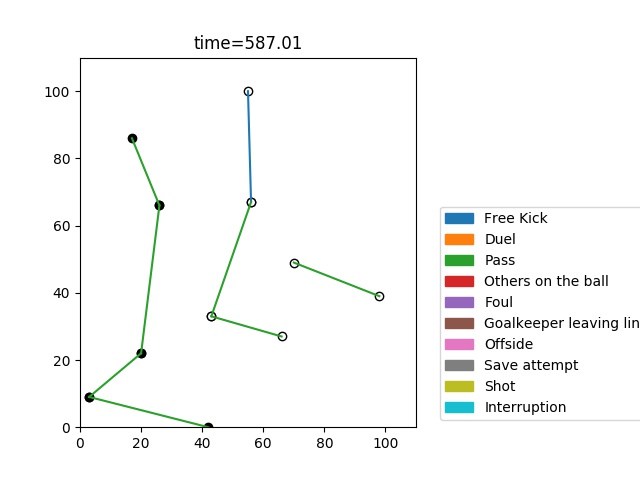 time=587.01
100
80
60
40
20
0
0 20 40 60 80 100
Free Kick
Duel
Pass
Others on the ball
Foul
Goalkeeper leaving lin
Offside
Save attempt
Shot
Interruption